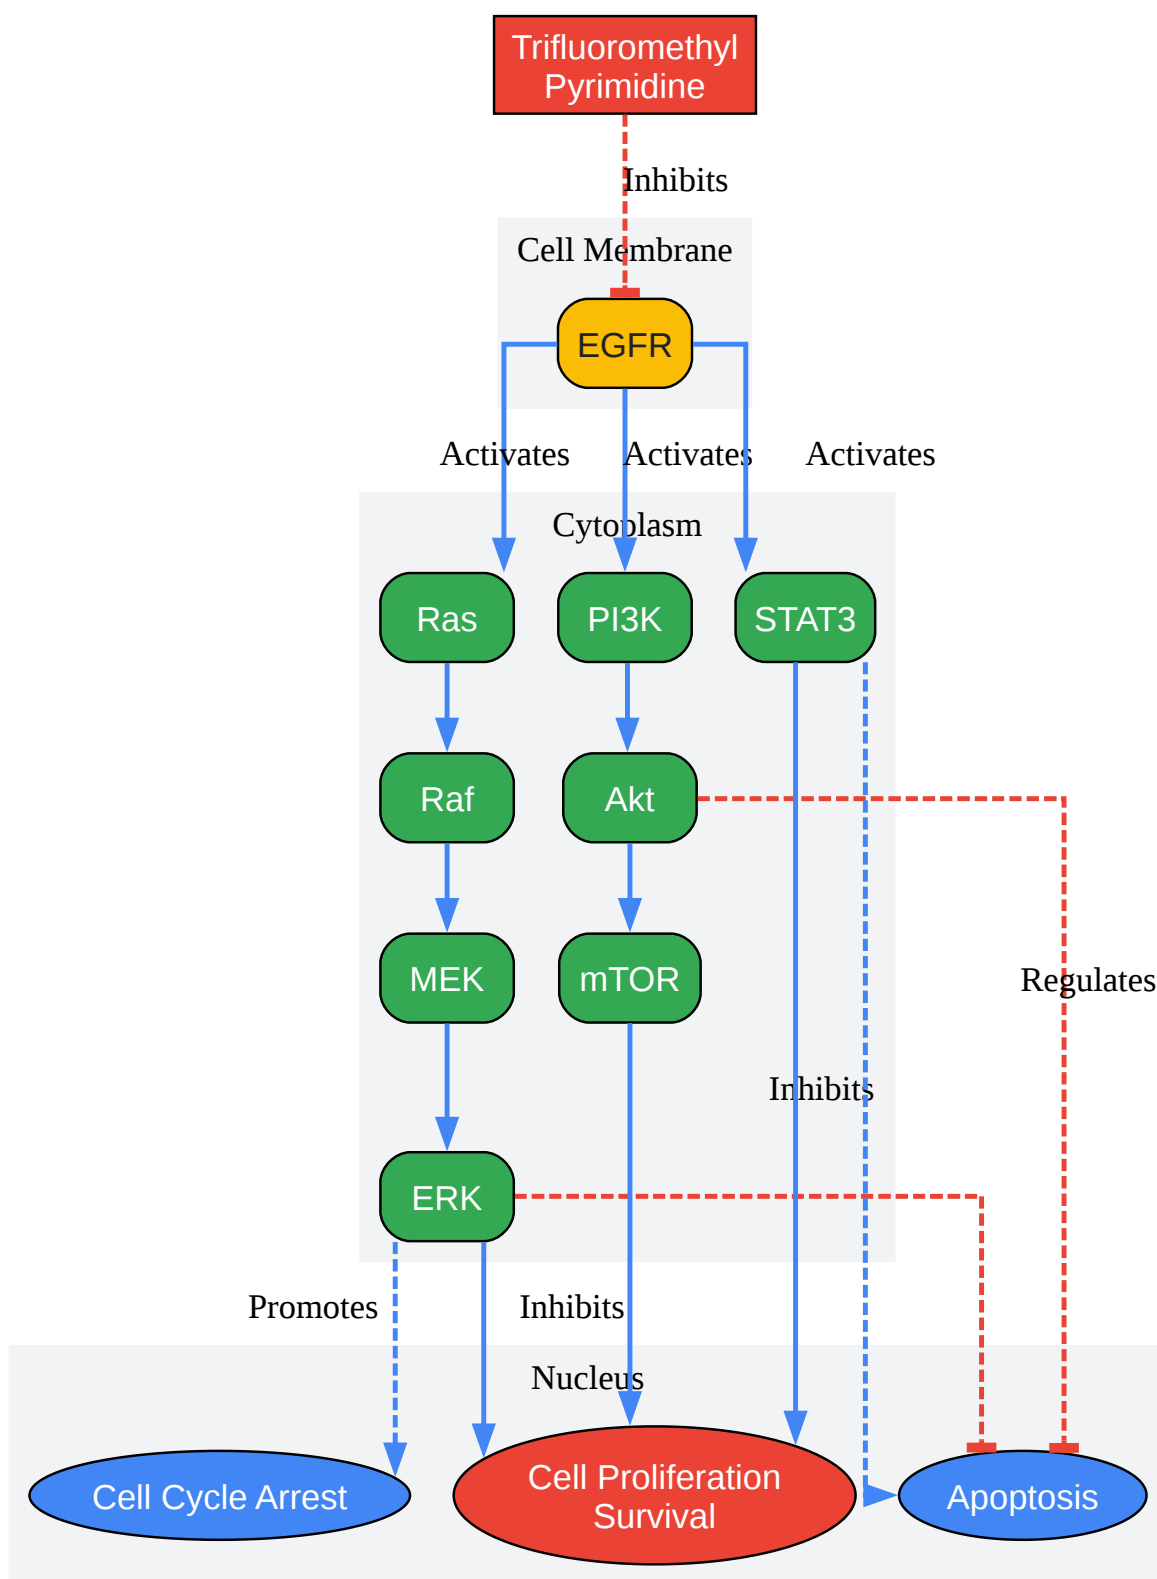 Trifluoromethyl
Pyrimidine
Inhibits
Cell Membrane
EGFR
Activates
Activates
Activates
Cytoplasm
Ras
PI3K
STAT3
Raf
Akt
MEK
mTOR
Regulates
Inhibits
ERK
Promotes
Inhibits
Nucleus
Cell Cycle Arrest
Cell Proliferation
Survival
Apoptosis